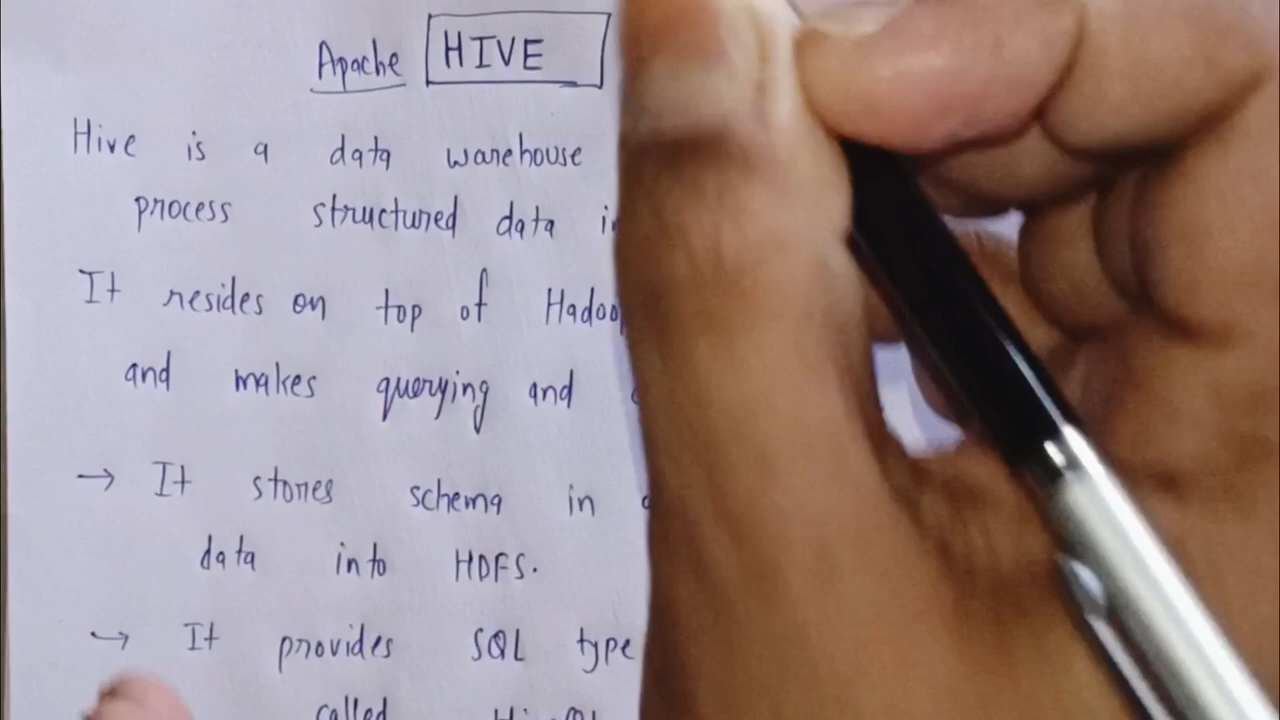 Apache HIVE
Hive is a data warehouse
process structured data
It resides on top of
and makes querying and
→ It stores schema in
data into HDFS.
→ It provides SQL type
called